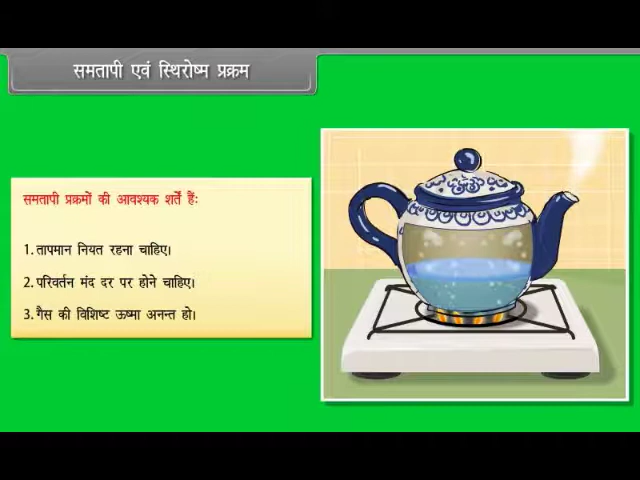 समतापी एवं स्थिरोष्म प्रक्रम
समतापी प्रक्रमों की आवश्यक शर्तें हैं:
1. तापमान नियत रहना चाहिए।
2. परिवर्तन मंद दर पर होने चाहिए।
3. गैस की विशिष्ट ऊष्मा अनन्त हो।